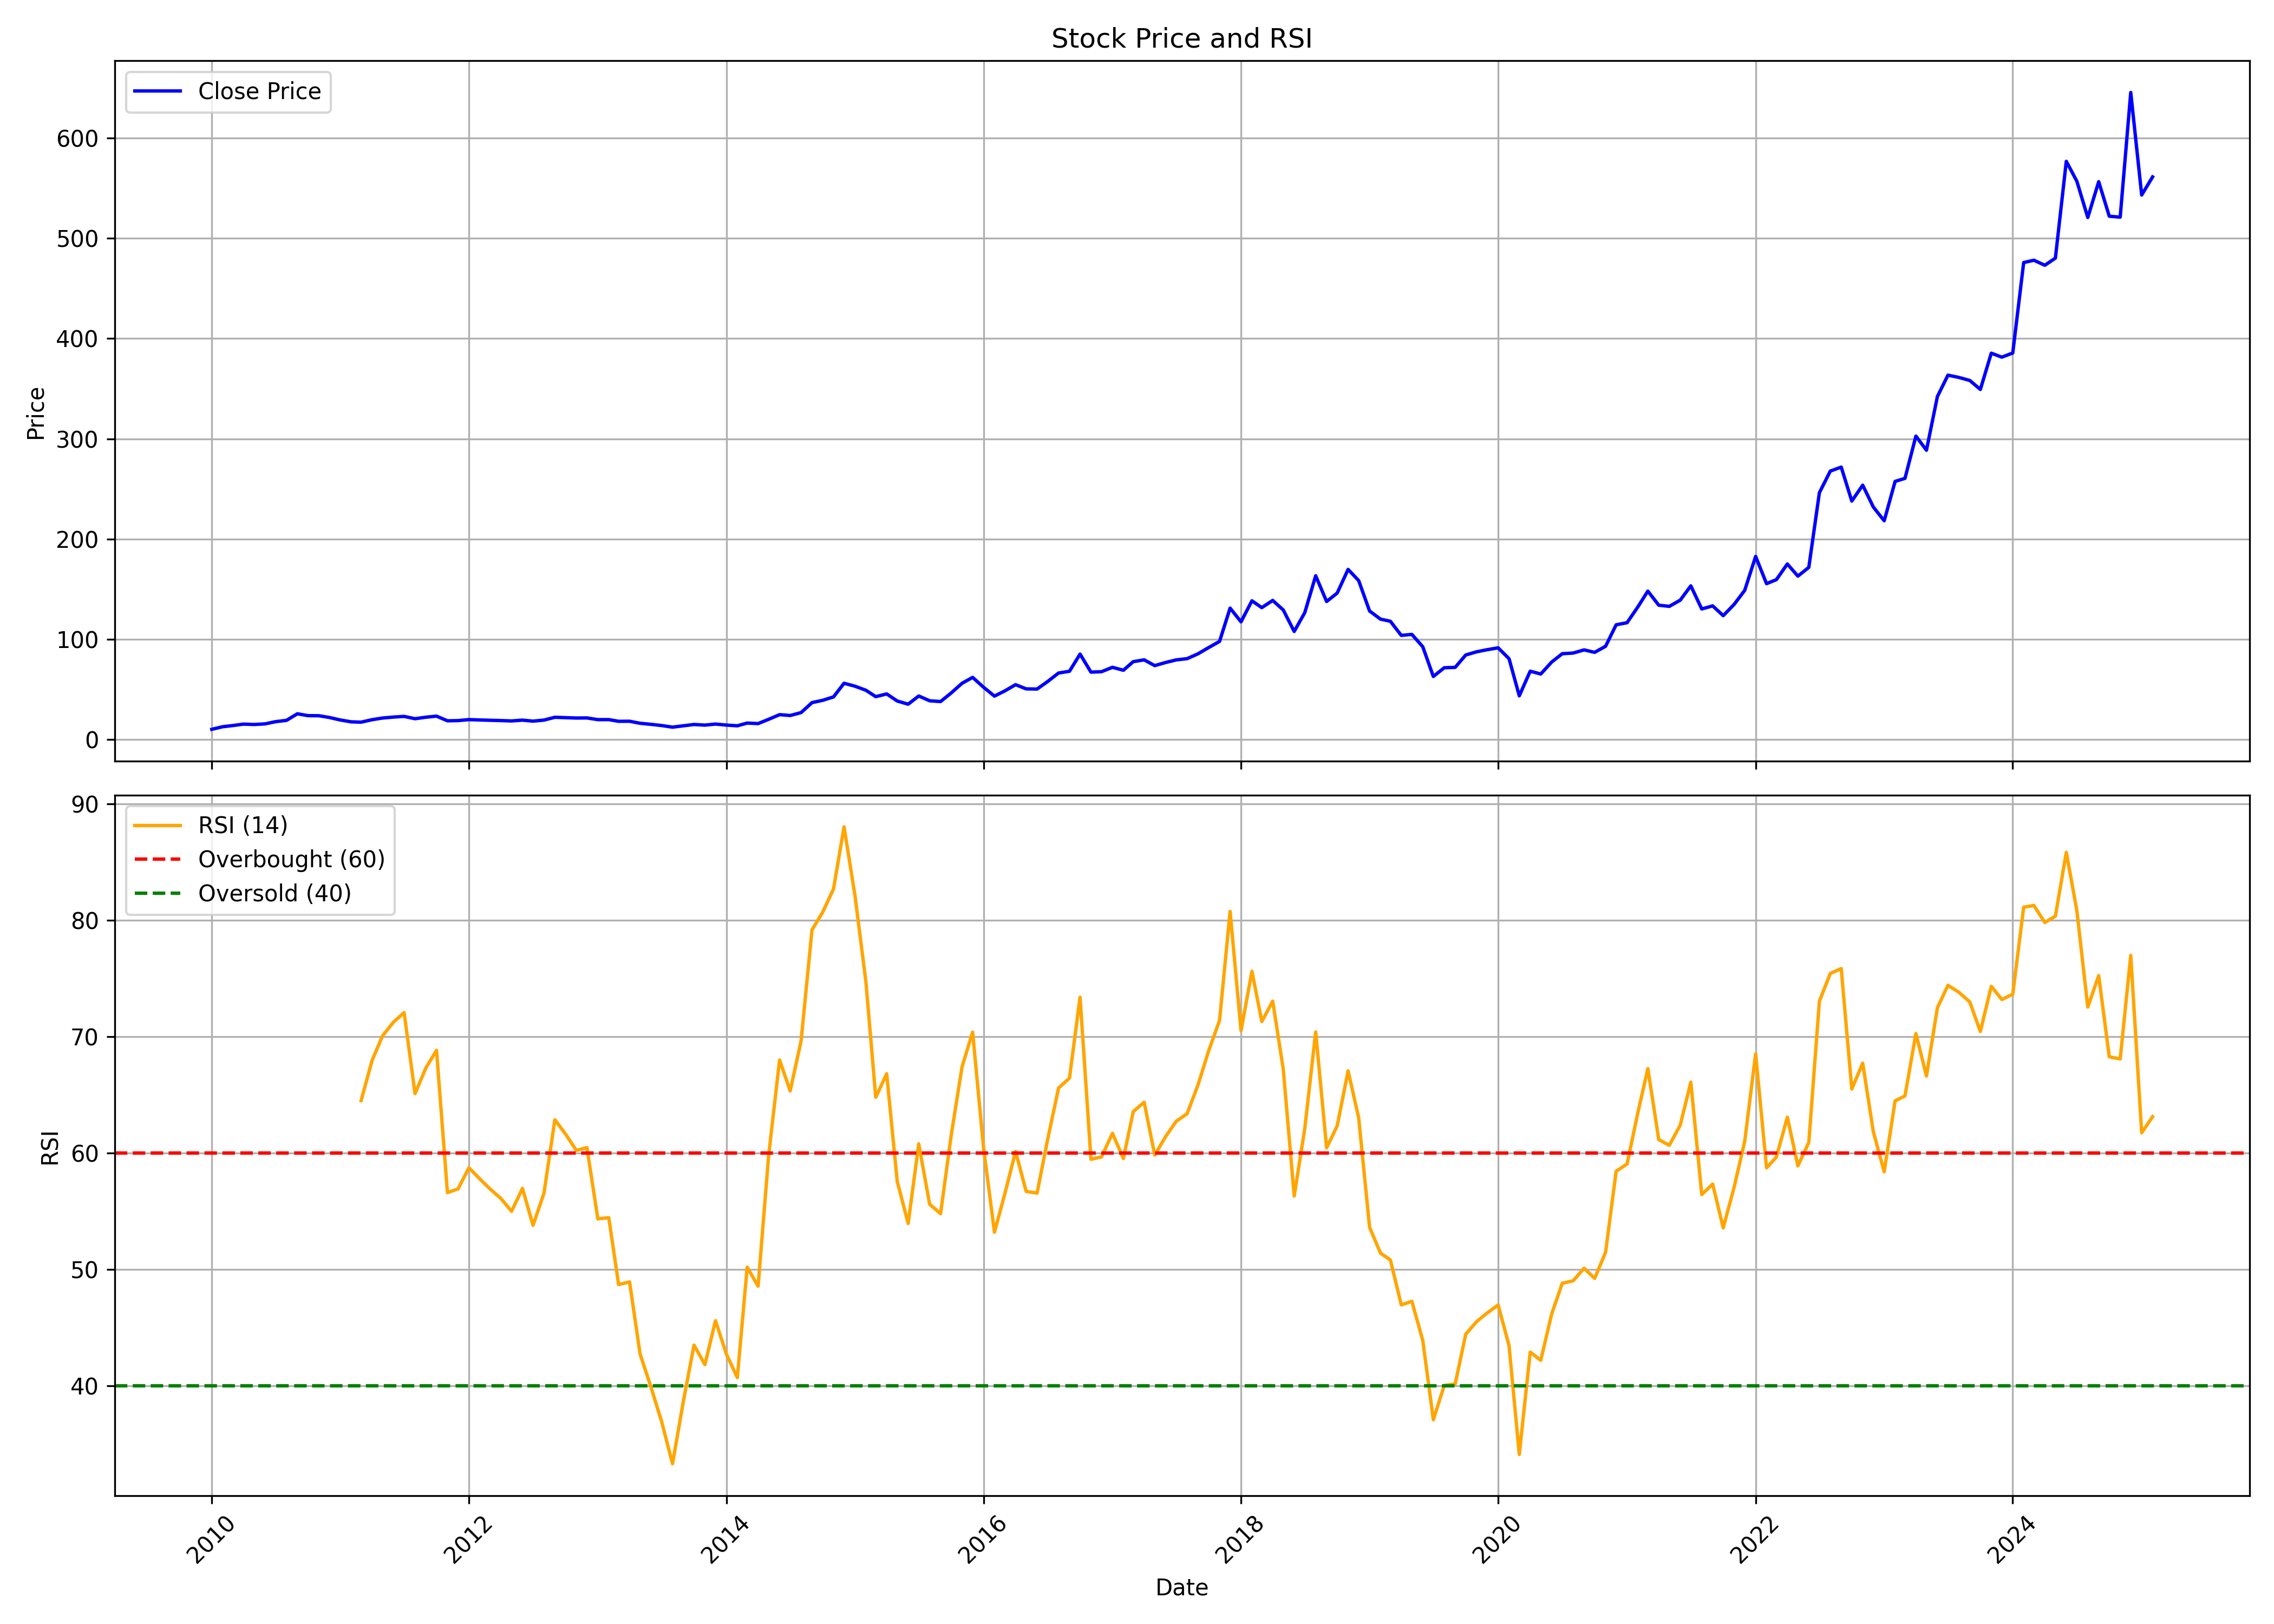 Stock Price and RSI
Close Price
600
500
400
300
200
100
0
Price
RSI (14)
Overbought (60)
Oversold (40)
90
80
70
60
50
40
RSI
2010
2012
2014
2016
2018
2020
2022
2024
Date